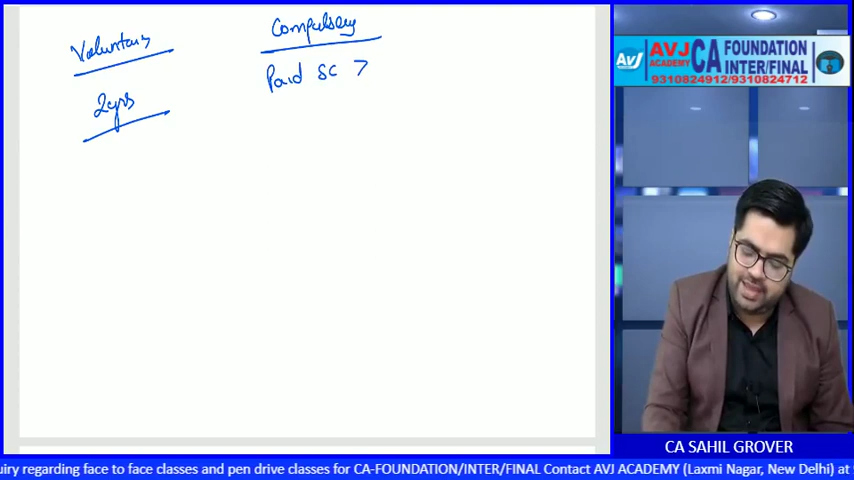 Voluntary
Compulsory
2yrs
Paid SC >
AVJ
AVJ
ACADEMY
CA
FOUNDATION
INTER/FINAL
9310824912/9310824712
CA SAHIL GROVER
uiry regarding face to face classes and pen drive classes for CA-FOUNDATION/INTER/FINAL Contact AVJ ACADEMY (Laxmi Nagar, New Delhi) at